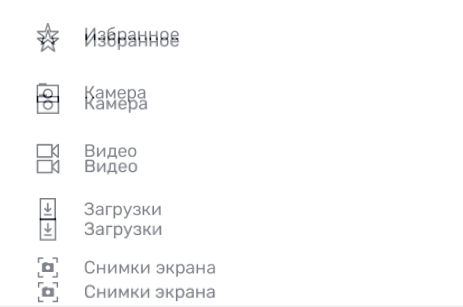 Избранное
Избранное
Камера
Камера
Видео
Видео
Загрузки
Загрузки
Снимки экрана
Снимки экрана